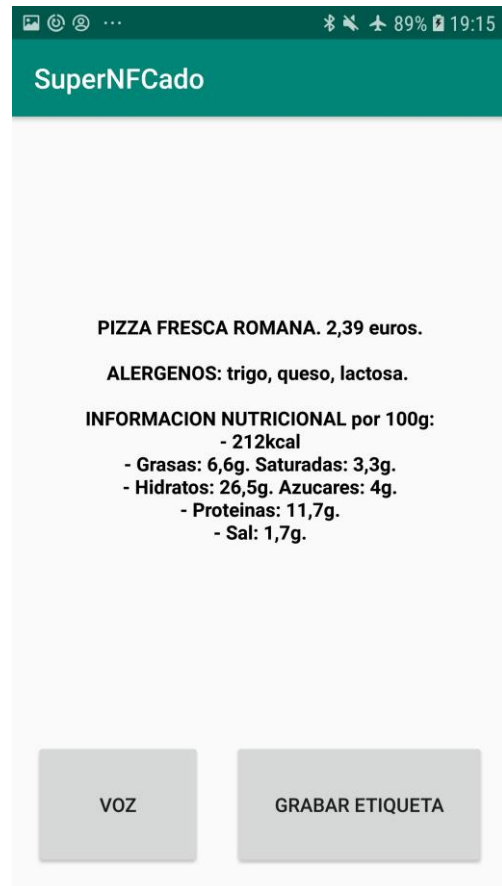 89% 19:15
SuperNFCado
PIZZA FRESCA ROMANA. 2,39 euros.
ALERGENOS: trigo, queso, lactosa.
INFORMACION NUTRICIONAL por 100g:
- 212kcal
- Grasas: 6,6g. Saturadas: 3,3g.
- Hidratos: 26,5g. Azucares: 4g.
- Proteinas: 11,7g.
- Sal: 1,7g.
VOZ
GRABAR ETIQUETA